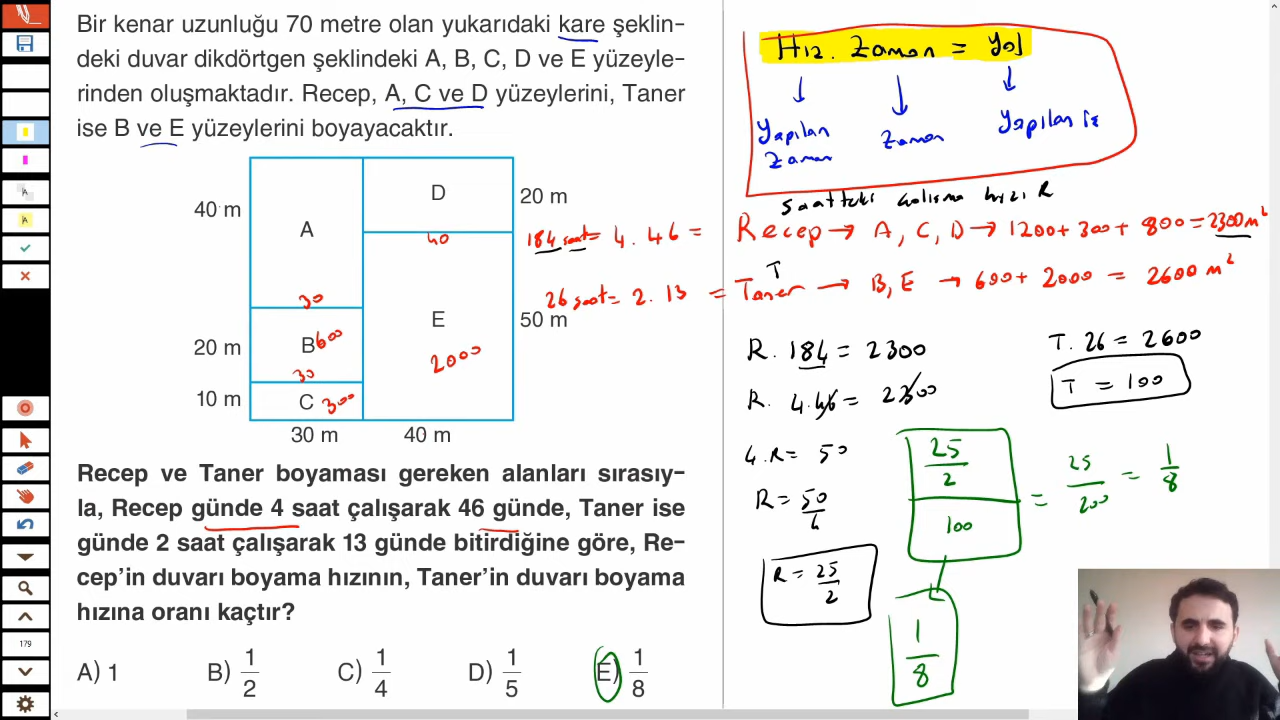 Bir kenar uzunluğu 70 metre olan yukarıdaki kare şeklin-
deki duvar dikdörtgen şeklindeki A, B, C, D ve E yüzeyle-
rinden oluşmaktadır. Recep, A, C ve D yüzeylerini, Taner
ise B ve E yüzeylerini boyayacaktır.
40 m
A
30
D
40
20 m
20 m
B 600
30
E
2000
50 m
10 m
C 300
30 m
40 m
Recep ve Taner boyaması gereken alanları sırasıy-
la, Recep günde 4 saat çalışarak 46 günde, Taner ise
günde 2 saat çalışarak 13 günde bitirdiğine göre, Re-
cep'in duvarı boyama hızının, Taner'in duvarı boyama
hızına oranı kaçtır?
A) 1
B) 1/2
C) 1/4
D) 1/5
E) 1/8
Hız. Zaman = Yol
Yapılan Zaman
Zaman
Yapılan iş
saatteki çalışma hızı R
184 saat = 4.46 = Recep → A, C, D → 1200 + 300 + 800 = 2300 m²
T
26 saat = 2.13 = Taner → B, E → 600 + 2000 = 2600 m²
R. 184 = 2300
R. 4.46 = 2300
4.R = 50
R = 50/4
R = 25/2
T. 26 = 2600
T = 100
25/2
100
= 25/200 = 1/8
1/8
179